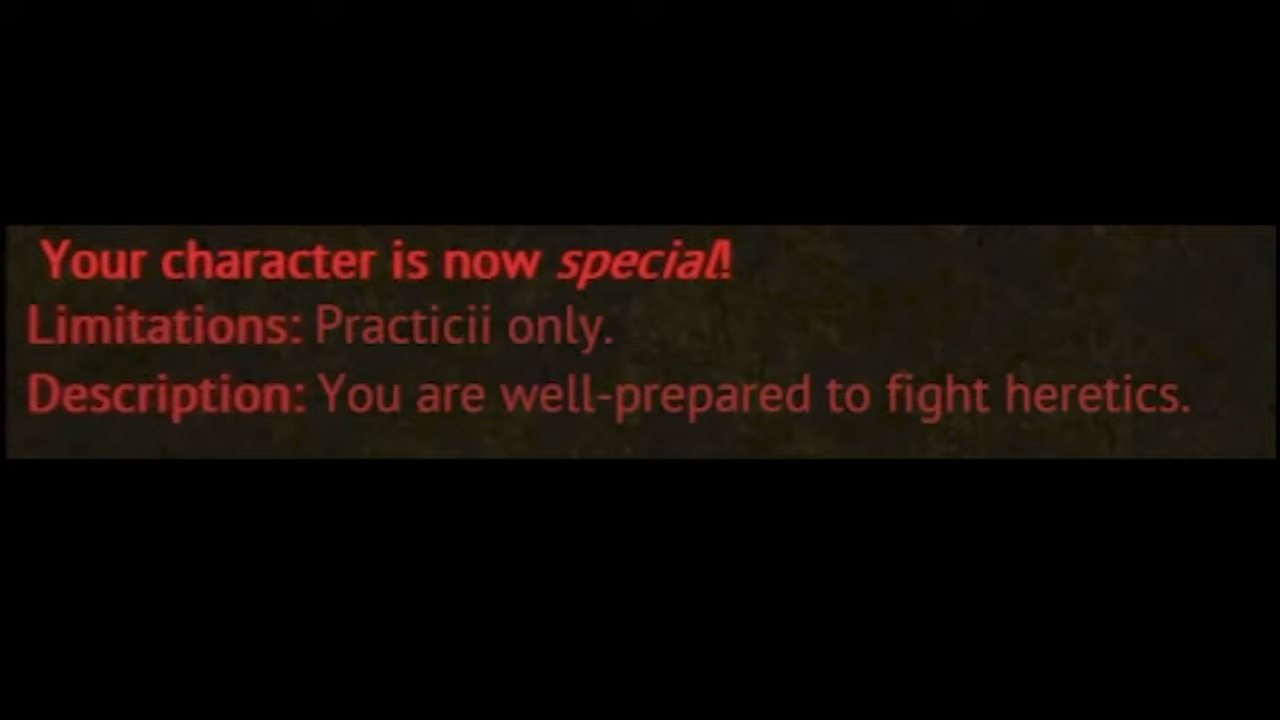 Your character is now special!
Limitations: Practicii only.
Description: You are well-prepared to fight heretics.